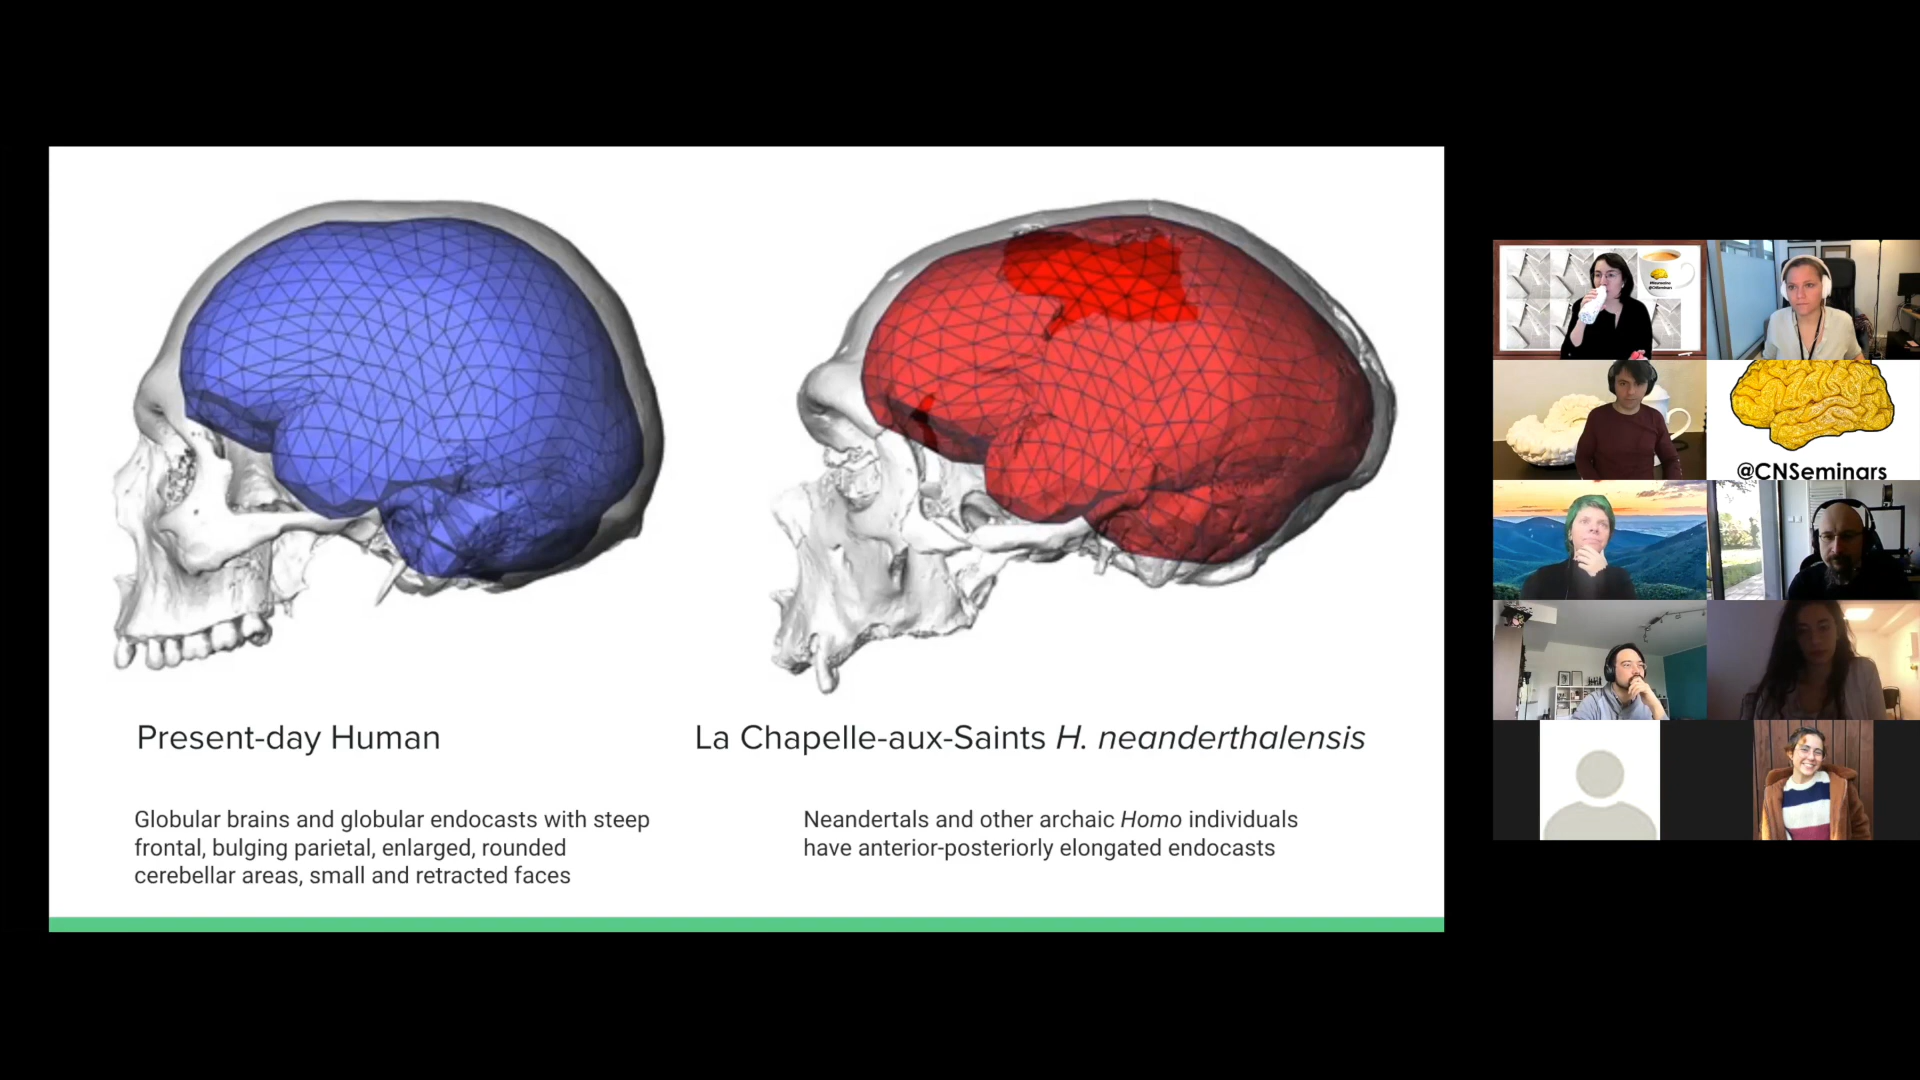 Present-day Human
La Chapelle-aux-Saints H. neanderthalensis
Globular brains and globular endocasts with steep
frontal, bulging parietal, enlarged, rounded
cerebellar areas, small and retracted faces
Neandertals and other archaic Homo individuals
have anterior-posteriorly elongated endocasts
@CNSeminars